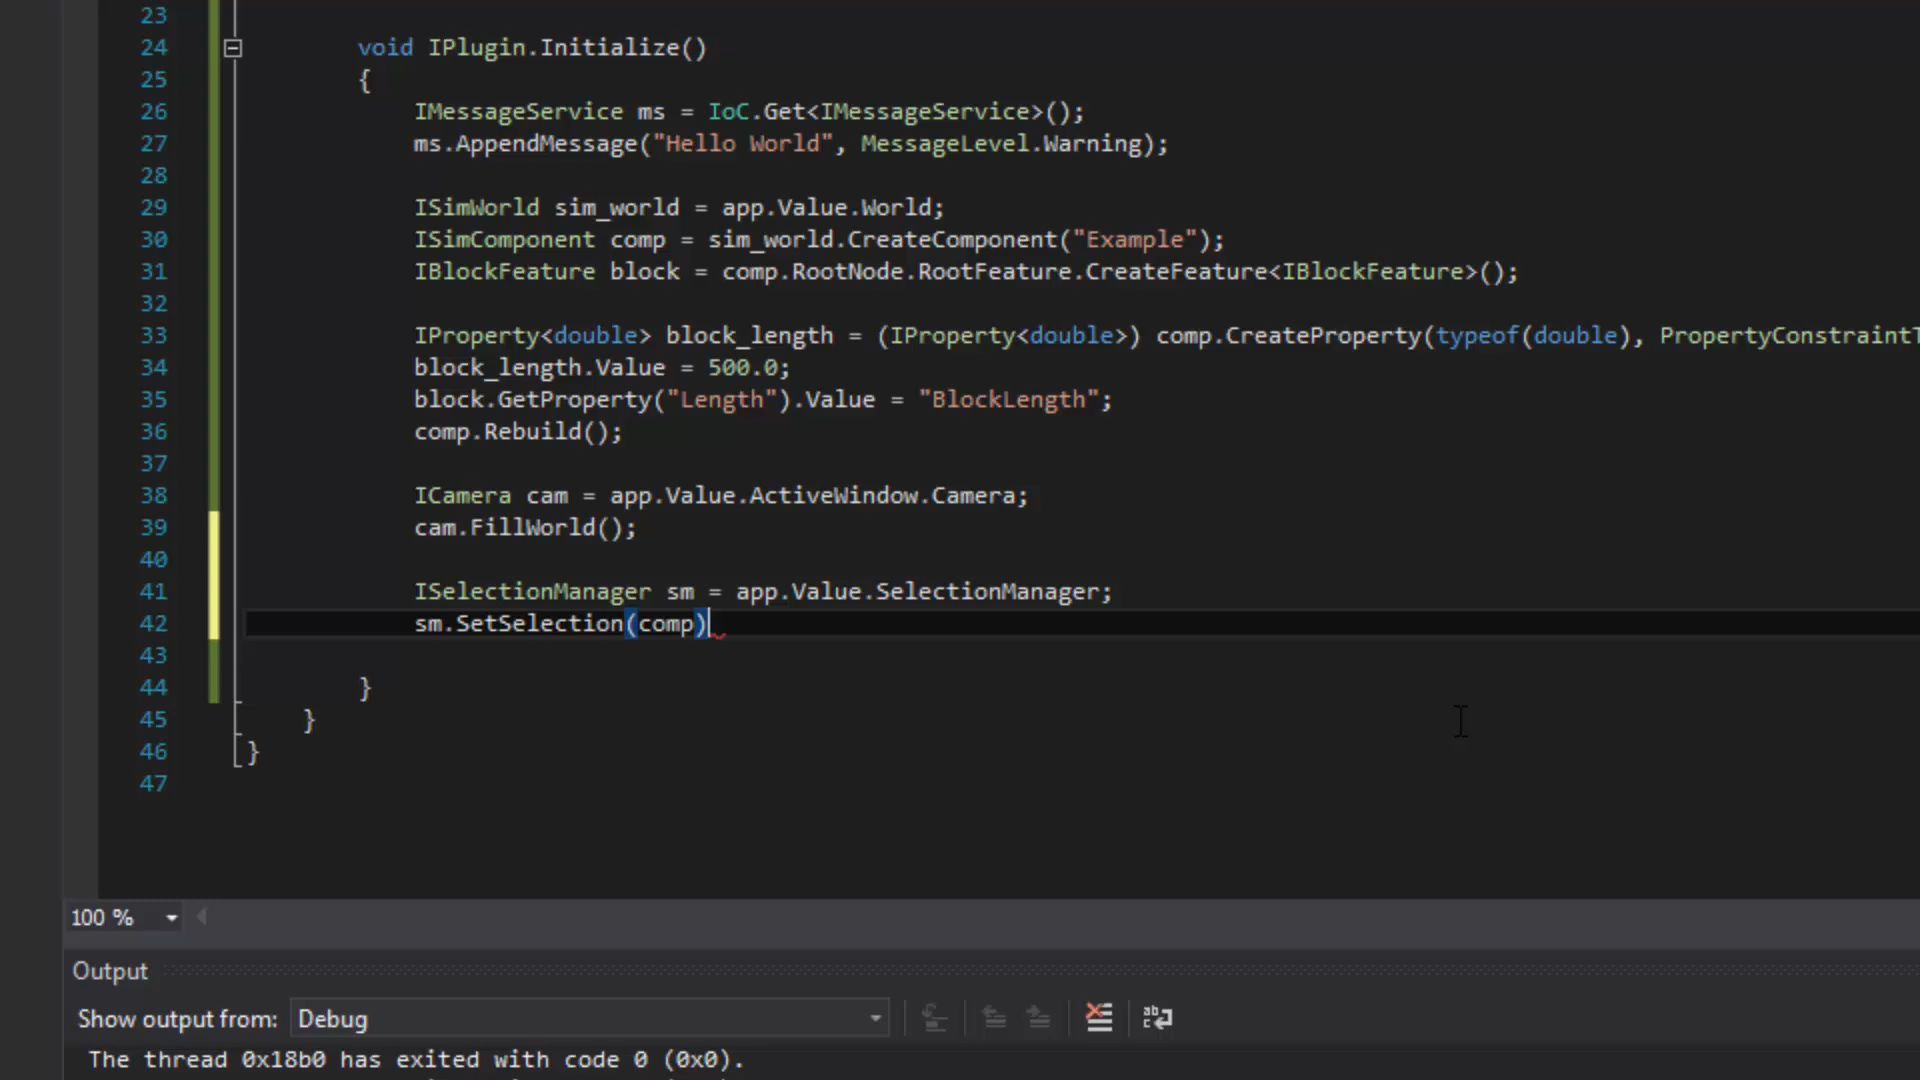 23
24 void IPlugin.Initialize()
25 {
26 IMessageService ms = IoC.Get<IMessageService>();
27 ms.AppendMessage("Hello World", MessageLevel.Warning);
28
29 ISimWorld sim_world = app.Value.World;
30 ISimComponent comp = sim_world.CreateComponent("Example");
31 IBlockFeature block = comp.RootNode.RootFeature.CreateFeature<IBlockFeature>();
32
33 IProperty<double> block_length = (IProperty<double>) comp.CreateProperty(typeof(double), PropertyConstraintT
34 block_length.Value = 500.0;
35 block.GetProperty("Length").Value = "BlockLength";
36 comp.Rebuild();
37
38 ICamera cam = app.Value.ActiveWindow.Camera;
39 cam.FillWorld();
40
41 ISelectionManager sm = app.Value.SelectionManager;
42 sm.SetSelection(comp)
43
44 }
45 }
46 }
47
100 %
Output
Show output from: Debug
The thread 0x18b0 has exited with code 0 (0x0).